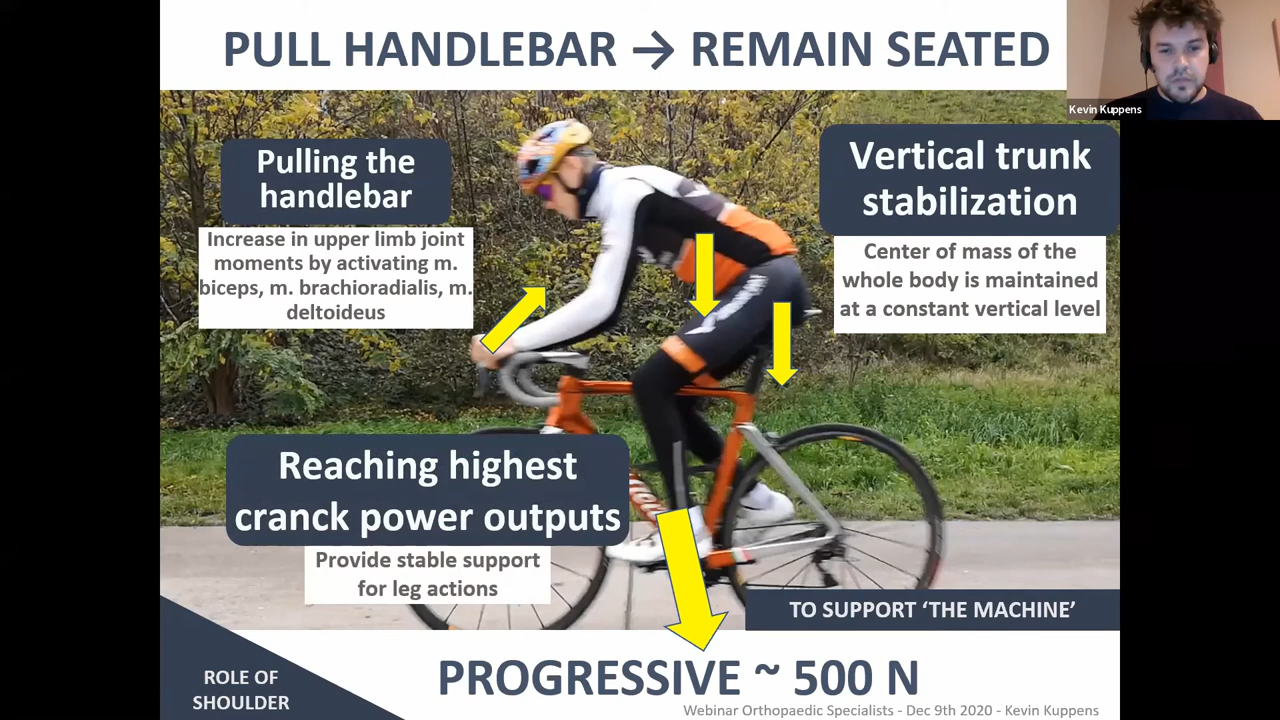 PULL HANDLEBAR → REMAIN SEATED
Kevin Kuppens
Pulling the
handlebar
Increase in upper limb joint
moments by activating m.
biceps, m. brachioradialis, m.
deltoideus
Vertical trunk
stabilization
Center of mass of the
whole body is maintained
at a constant vertical level
Reaching highest
cranck power outputs
Provide stable support
for leg actions
TO SUPPORT ‘THE MACHINE’
ROLE OF
SHOULDER
PROGRESSIVE ~ 500 N
Webinar Orthopaedic Specialists - Dec 9th 2020 - Kevin Kuppens